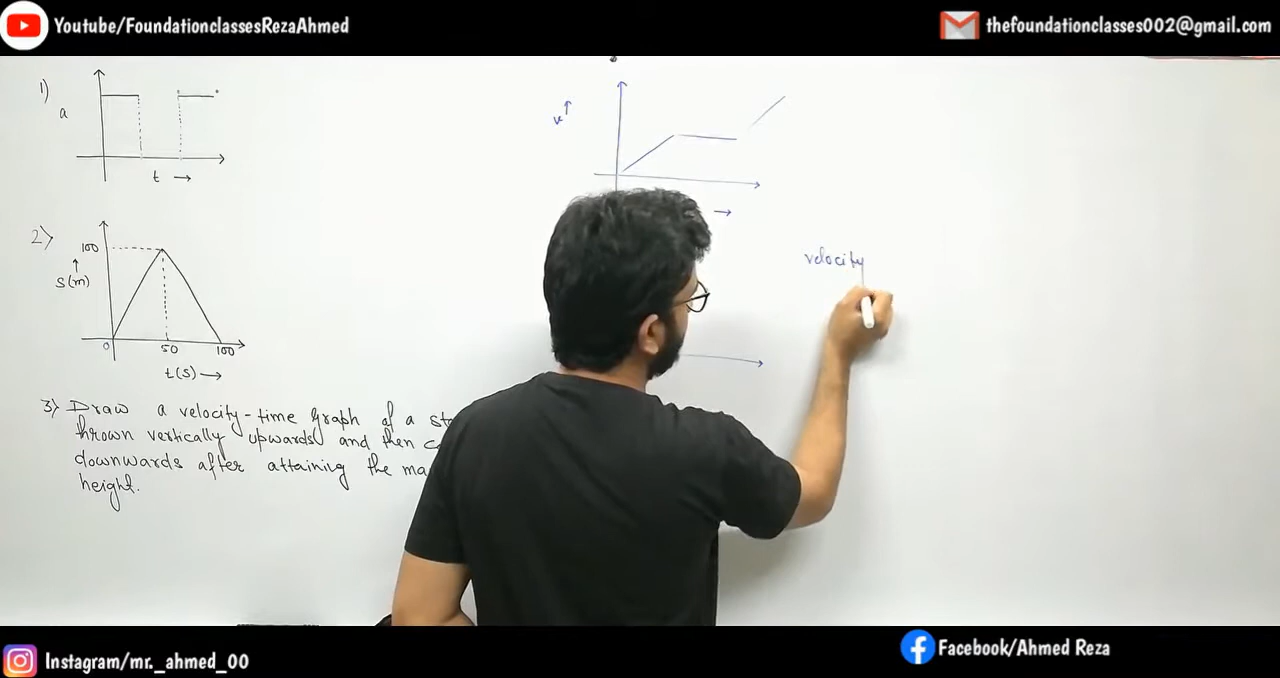 Youtube/FoundationclassesRezaAhmed
thefoundationclasses002@gmail.com
1)
a
t →
v ↑
→
2)
100
↑
S(m)
0
50
100
t(s) →
velocity
3) Draw a velocity-time graph of a
thrown vertically upwards and then
downwards after attaining the
height.
Instagram/mr._ahmed_00
Facebook/Ahmed Reza